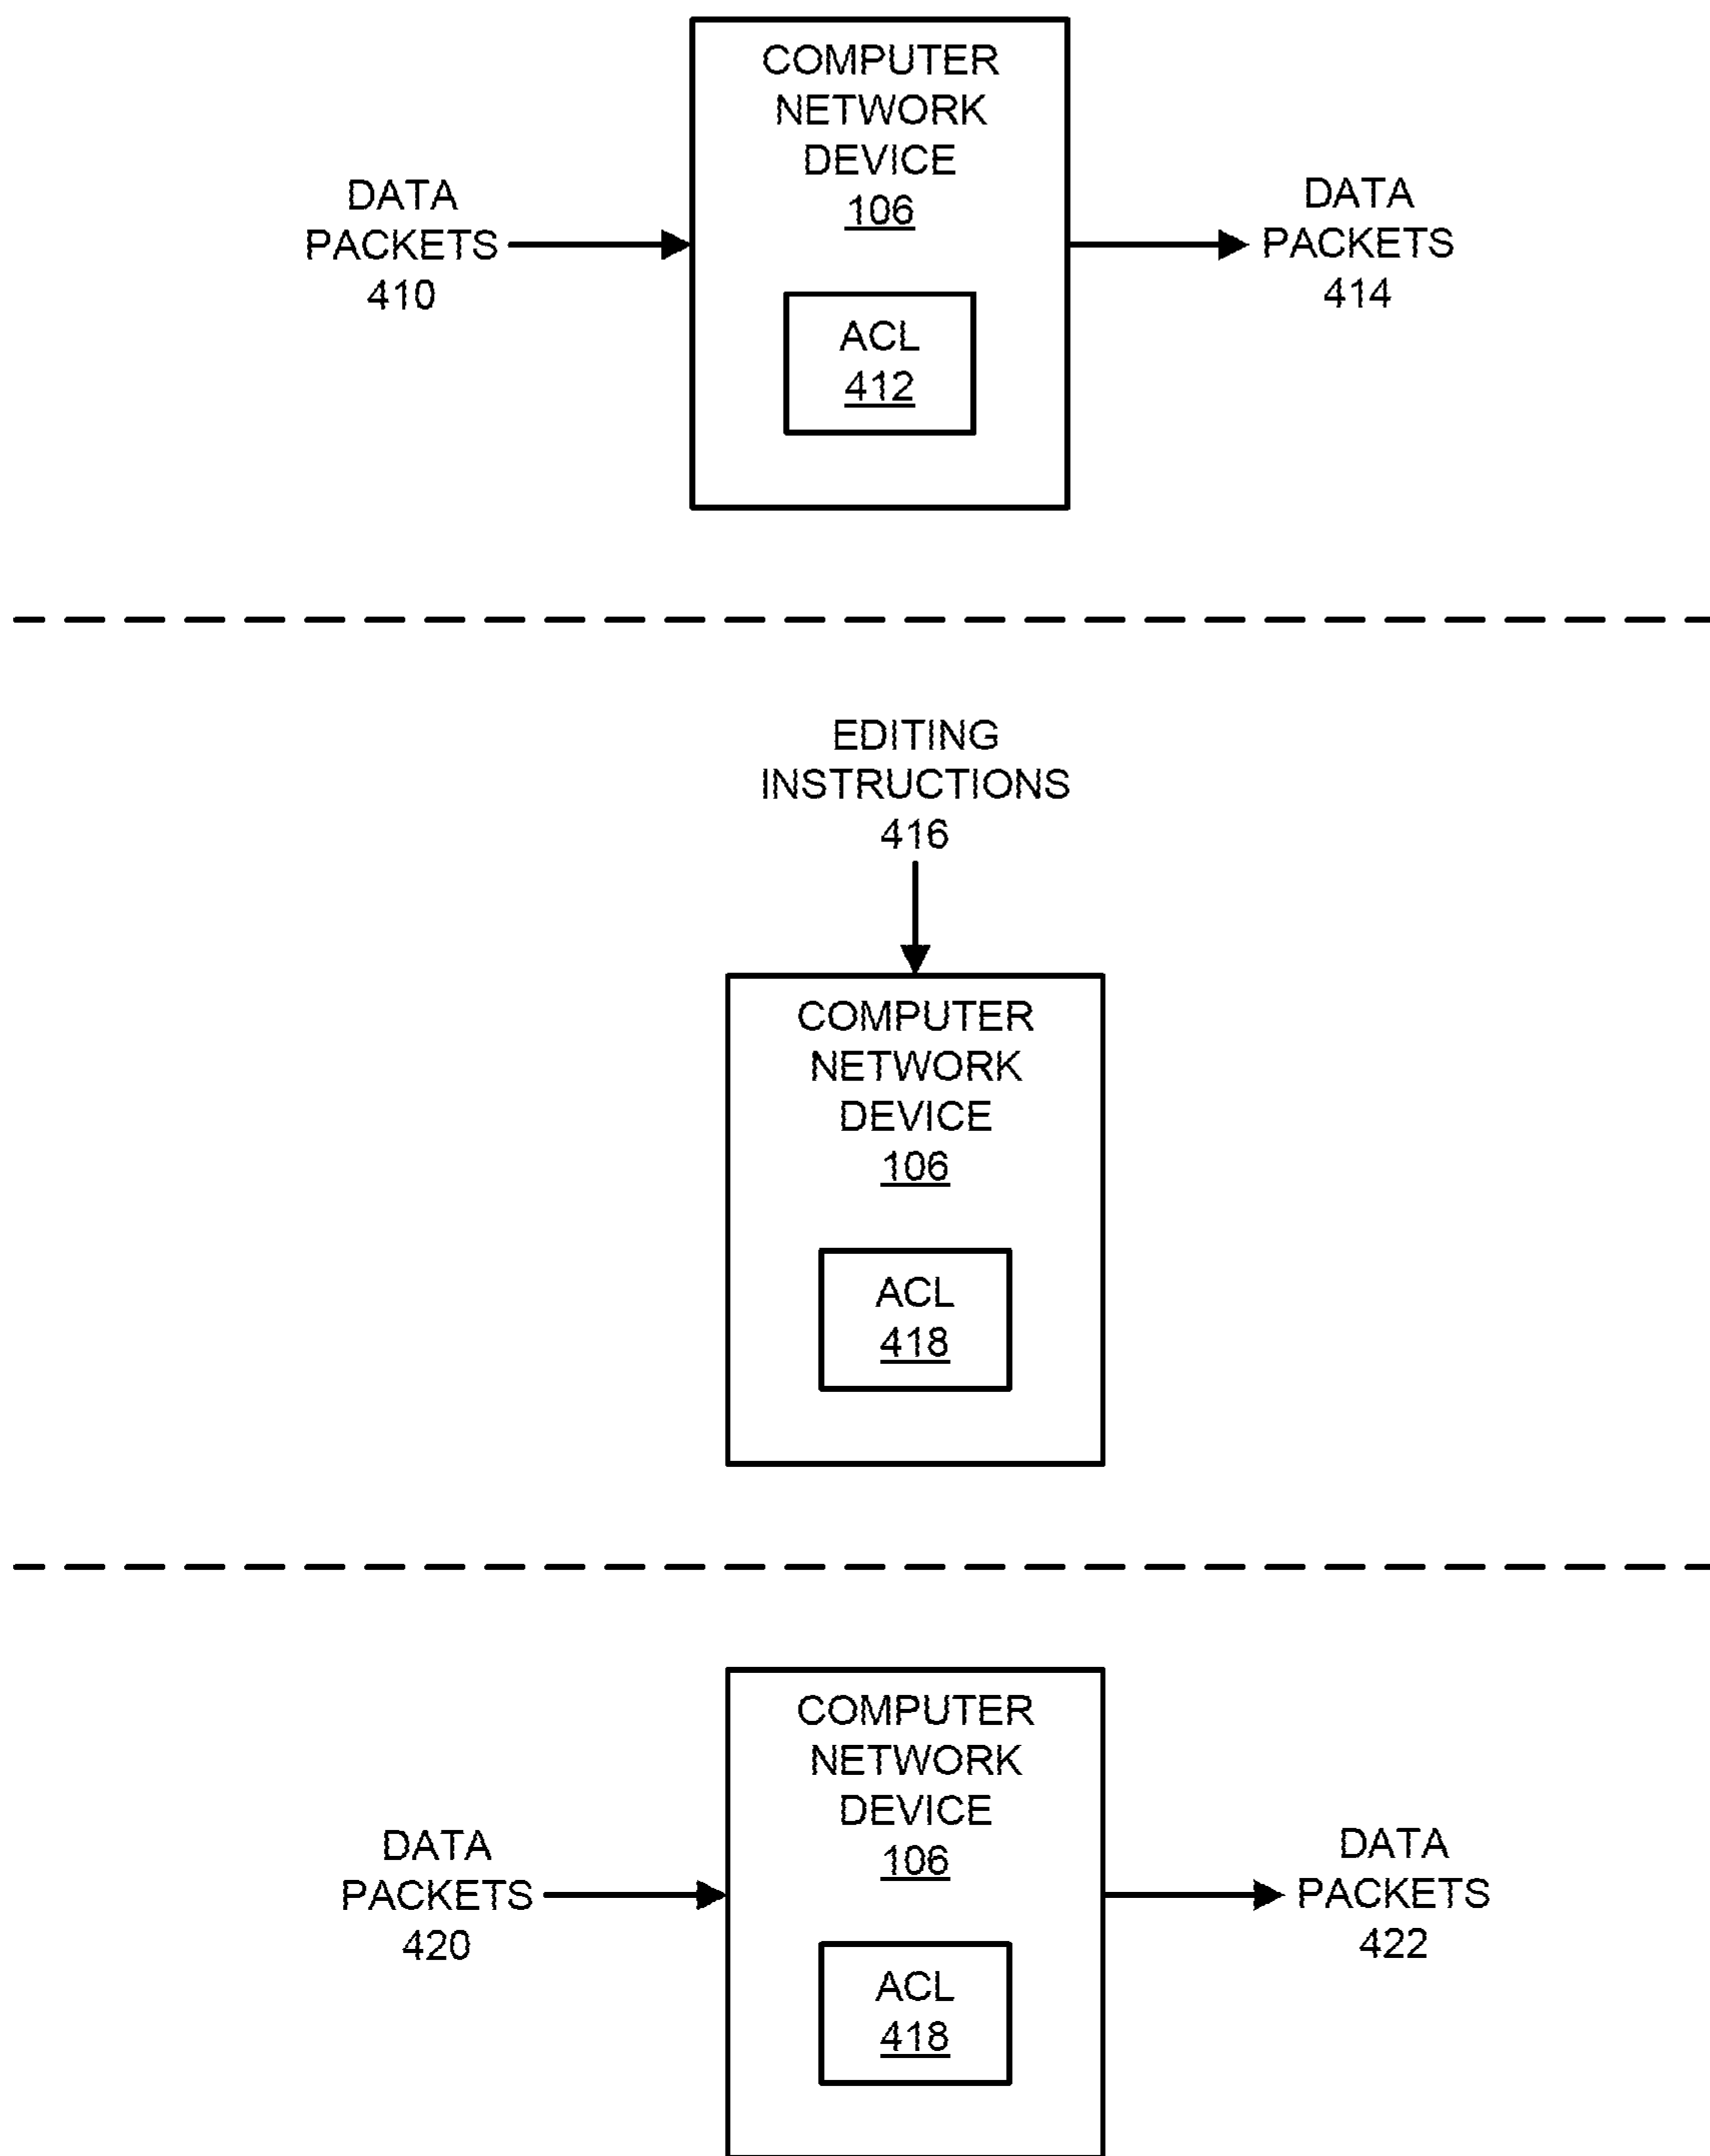 COMPUTER
NETWORK
DEVICE
106
DATA
PACKETS
410
ACL
412
DATA
PACKETS
414
EDITING
INSTRUCTIONS
416
COMPUTER
NETWORK
DEVICE
106
ACL
418
COMPUTER
NETWORK
DEVICE
106
DATA
PACKETS
420
ACL
418
DATA
PACKETS
422